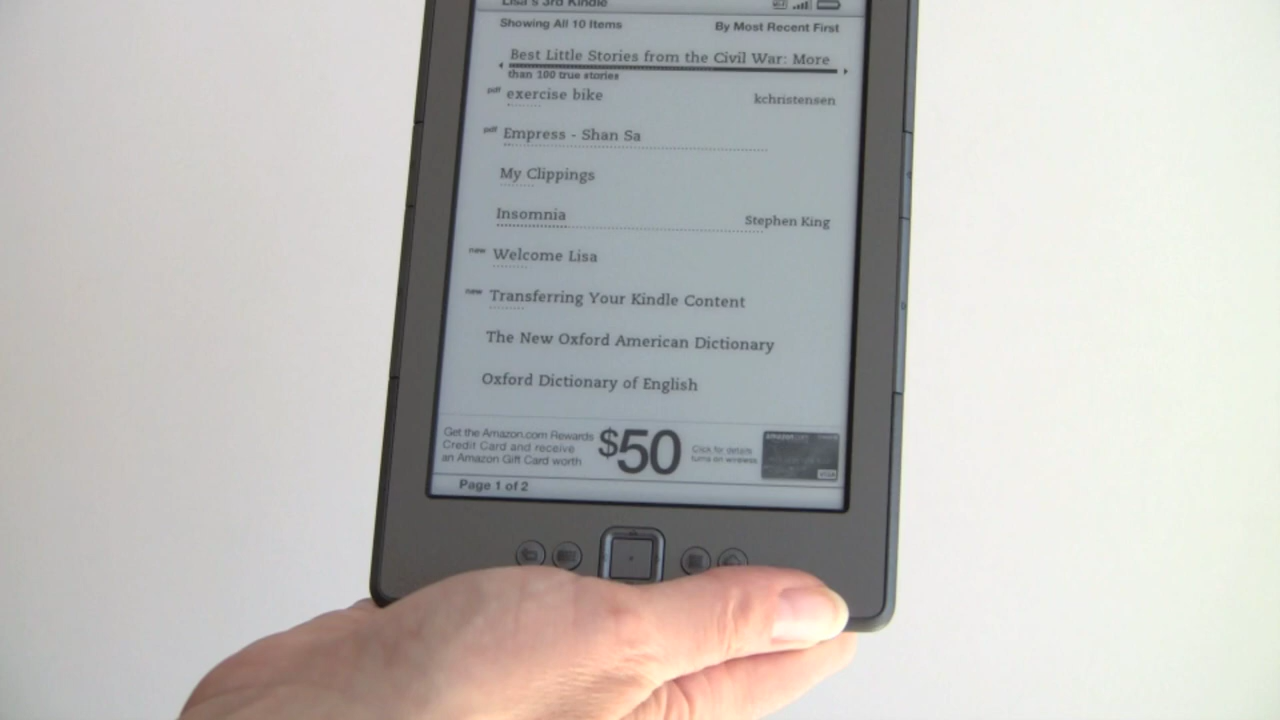 Lisa's 3rd Kindle
Showing All 10 Items
By Most Recent First
Best Little Stories from the Civil War: More
than 100 true stories
pdf exercise bike kchristensen
pdf Empress - Shan Sa
My Clippings
Insomnia Stephen King
new Welcome Lisa
new Transferring Your Kindle Content
The New Oxford American Dictionary
Oxford Dictionary of English
Get the Amazon.com Rewards
Credit Card and receive
an Amazon Gift Card worth
$50
Click for details
turns on wireless
amazon.com
VISA
Page 1 of 2